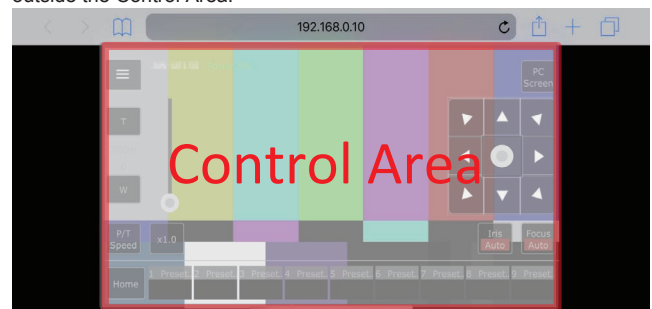 outside the Control Area.
192.168.0.10
PC
Screen
T
Control Area
W
P/T
Speed
x1.0
Iris
Auto
Focus
Auto
Home
1 Preset. 2 Preset. 3 Preset. 4 Preset. 5 Preset. 6 Preset. 7 Preset. 8 Preset. 9 Preset.